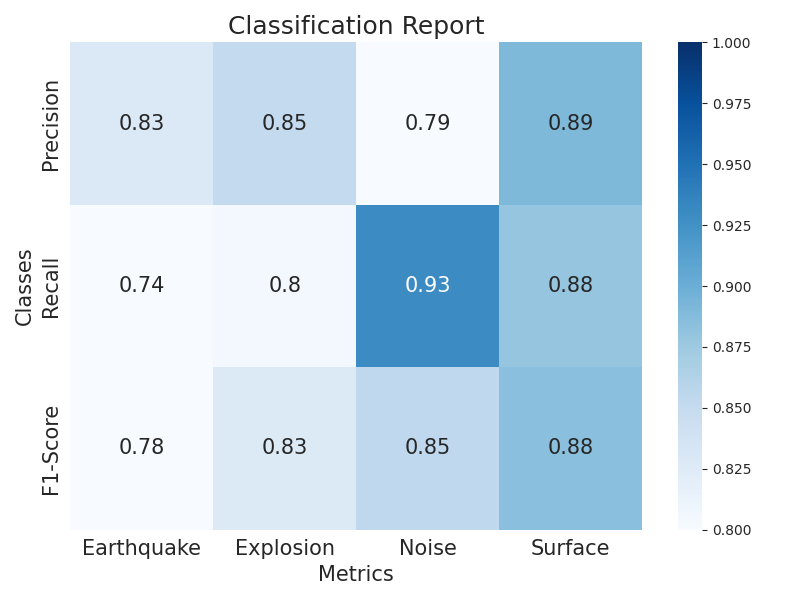 Classification Report
Precision 0.83 0.85 0.79 0.89
Classes
Recall 0.74 0.8 0.93 0.88
F1-Score 0.78 0.83 0.85 0.88
Earthquake Explosion Noise Surface
Metrics
1.000
0.975
0.950
0.925
0.900
0.875
0.850
0.825
0.800